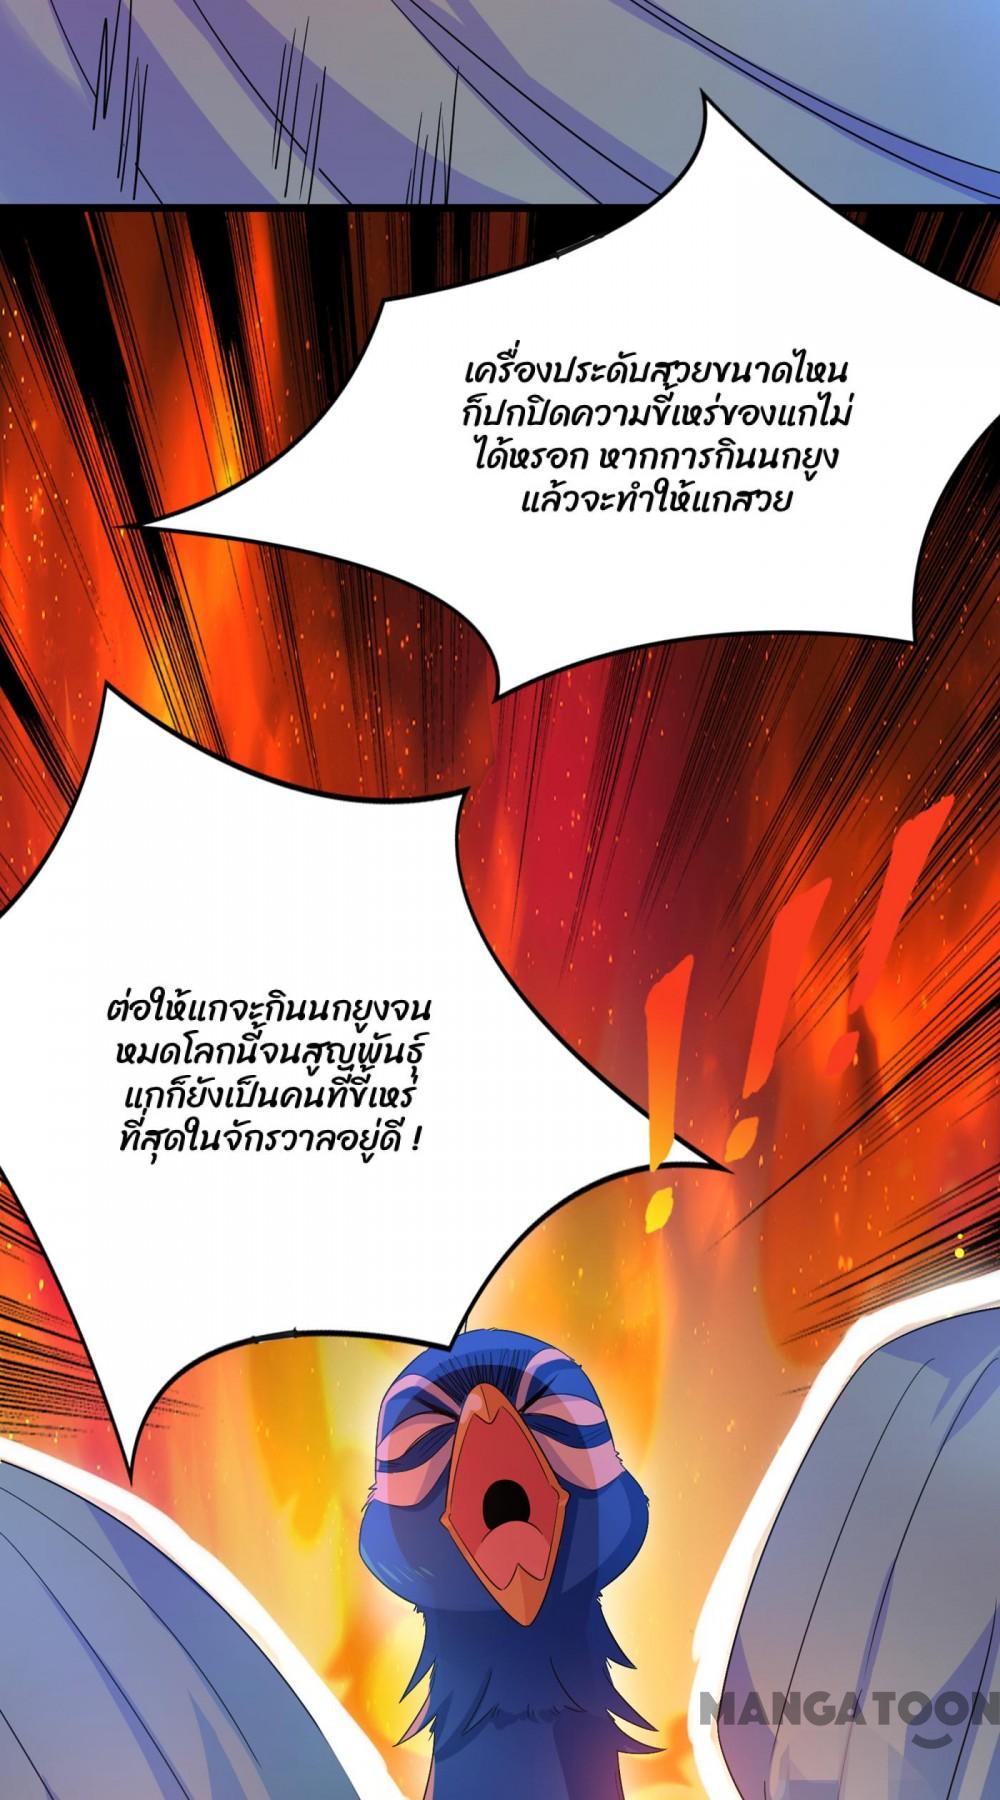 เครื่องประดับสวยขนาดไหน
ก็ปกปิดความขี้เหร่ของแกไม่
ได้หรอก หากการกินนกยูง
แล้วจะทำให้แกสวย
ต่อให้แกจะกินนกยูงจน
หมดโลกนี้จนสูญพันธุ์
แกก็ยังเป็นคนที่ขี้เหร่
ที่สุดในจักรวาลอยู่ดี !
!!!
MANGATOON